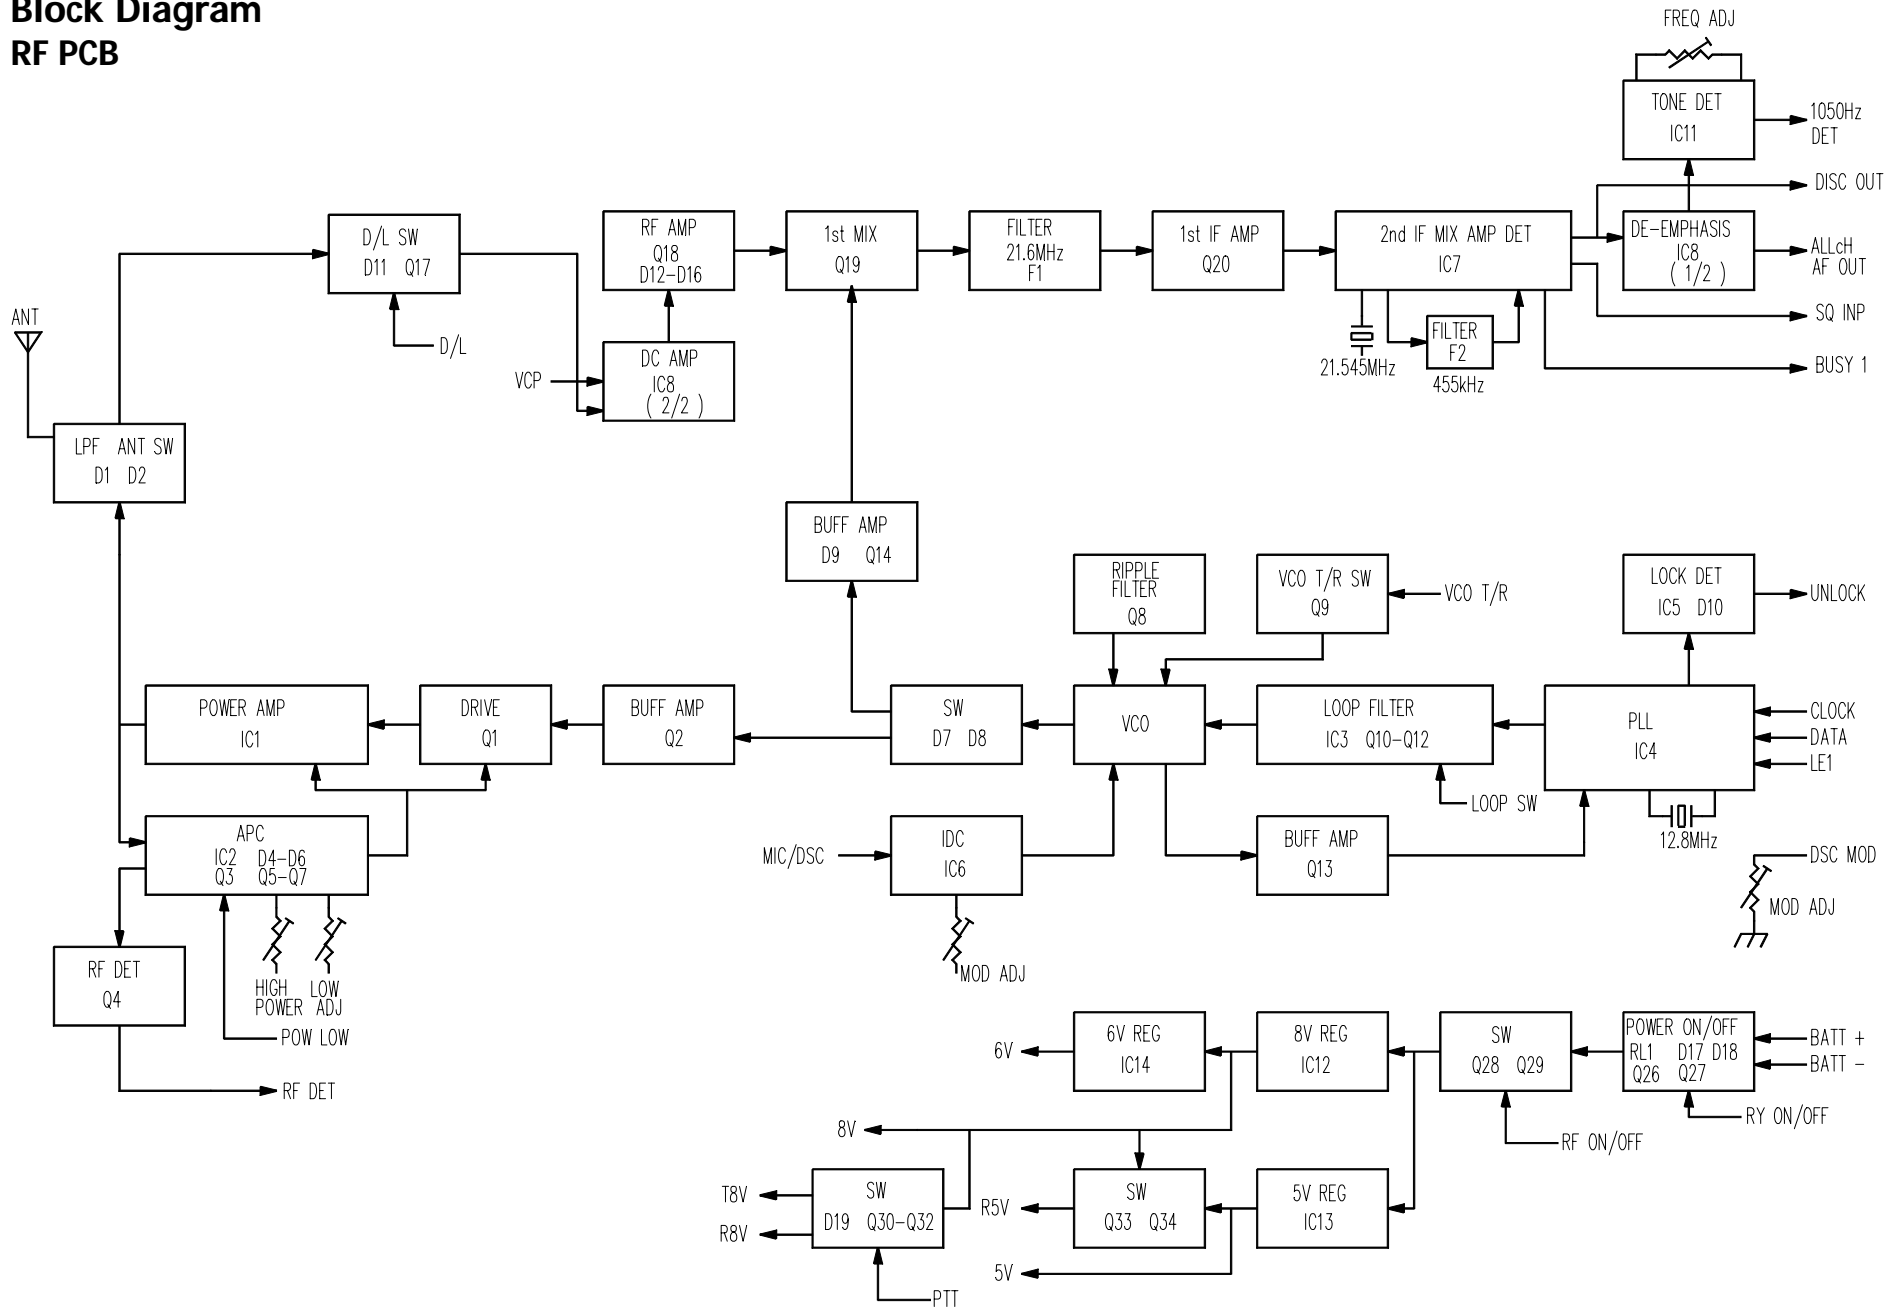 Block Diagram
RF PCB
FREQ ADJ
TONE DET
IC11
1050Hz
DET
DISC OUT
D/L SW
D11 Q17
D/L
RF AMP
Q18
D12-D16
1st MIX
Q19
FILTER
21.6MHz
F1
1st IF AMP
Q20
2nd IF MIX AMP DET
IC7
DE-EMPHASIS
IC8
( 1/2 )
ALLcH
AF OUT
SQ INP
BUSY 1
21.545MHz
FILTER
F2
455kHz
VCP
DC AMP
IC8
( 2/2 )
ANT
LPF ANT SW
D1 D2
BUFF AMP
D9 Q14
RIPPLE
FILTER
Q8
VCO T/R SW
Q9
VCO T/R
LOCK DET
IC5 D10
UNLOCK
POWER AMP
IC1
DRIVE
Q1
BUFF AMP
Q2
SW
D7 D8
VCO
LOOP FILTER
IC3 Q10-Q12
LOOP SW
PLL
IC4
CLOCK
DATA
LE1
12.8MHz
APC
IC2 D4-D6
Q3 Q5-Q7
HIGH LOW
POWER ADJ
POW LOW
RF DET
Q4
RF DET
MIC/DSC
IDC
IC6
MOD ADJ
BUFF AMP
Q13
DSC MOD
MOD ADJ
6V
6V REG
IC14
8V REG
IC12
SW
Q28 Q29
RF ON/OFF
POWER ON/OFF
RL1 D17 D18
Q26 Q27
BATT +
BATT -
RY ON/OFF
8V
T8V
R8V
SW
D19 Q30-Q32
PTT
R5V
SW
Q33 Q34
5V REG
IC13
5V